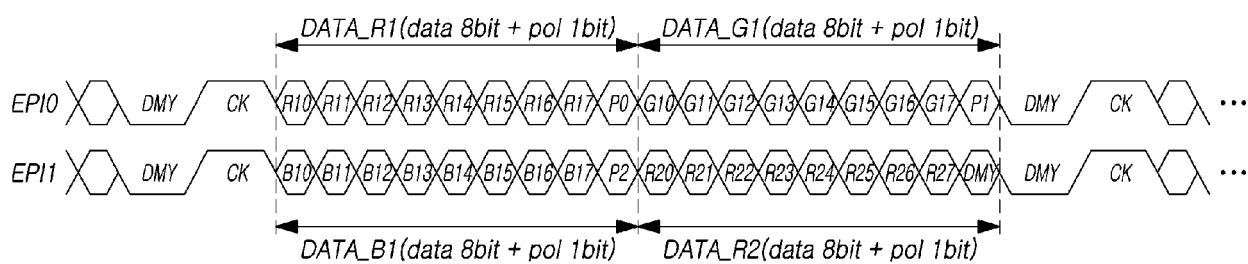 DATA_R1(data 8bit + pol 1bit) DATA_G1(data 8bit + pol 1bit)
EPI0 DMY CK R10 R11 R12 R13 R14 R15 R16 R17 P0 G10 G11 G12 G13 G14 G15 G16 G17 P1 DMY CK ...
EPI1 DMY CK B10 B11 B12 B13 B14 B15 B16 B17 P2 R20 R21 R22 R23 R24 R25 R26 R27 DMY DMY CK ...
DATA_B1(data 8bit + pol 1bit) DATA_R2(data 8bit + pol 1bit)